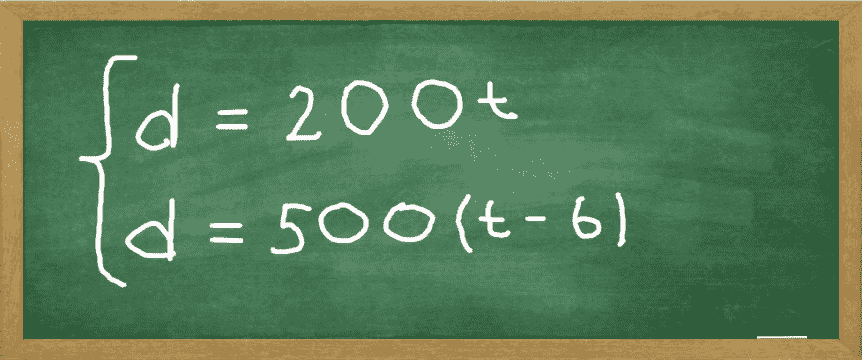 d = 200t
d = 500(t - 6)